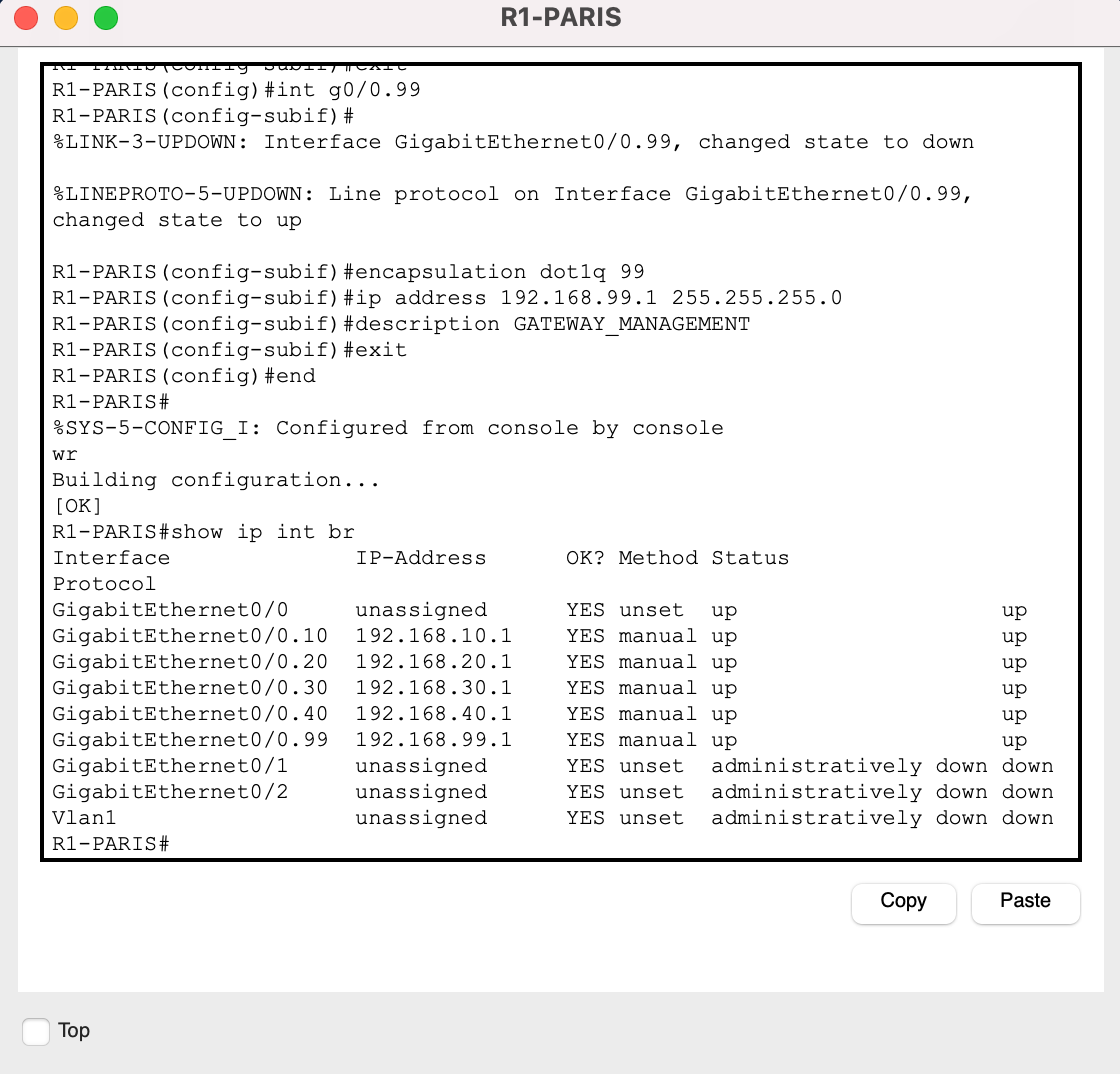 R1-PARIS
R1-PARIS(config-subif)#exit
R1-PARIS(config)#int g0/0.99
R1-PARIS(config-subif)#
%LINK-3-UPDOWN: Interface GigabitEthernet0/0.99, changed state to down
%LINEPROTO-5-UPDOWN: Line protocol on Interface GigabitEthernet0/0.99,
changed state to up
R1-PARIS(config-subif)#encapsulation dot1q 99
R1-PARIS(config-subif)#ip address 192.168.99.1 255.255.255.0
R1-PARIS(config-subif)#description GATEWAY_MANAGEMENT
R1-PARIS(config-subif)#exit
R1-PARIS(config)#end
R1-PARIS#
%SYS-5-CONFIG_I: Configured from console by console
wr
Building configuration...
[OK]
R1-PARIS#show ip int br
Interface IP-Address OK? Method Status
Protocol
GigabitEthernet0/0 unassigned YES unset up up
GigabitEthernet0/0.10 192.168.10.1 YES manual up up
GigabitEthernet0/0.20 192.168.20.1 YES manual up up
GigabitEthernet0/0.30 192.168.30.1 YES manual up up
GigabitEthernet0/0.40 192.168.40.1 YES manual up up
GigabitEthernet0/0.99 192.168.99.1 YES manual up up
GigabitEthernet0/1 unassigned YES unset administratively down down
GigabitEthernet0/2 unassigned YES unset administratively down down
Vlan1 unassigned YES unset administratively down down
R1-PARIS#
Copy Paste
Top